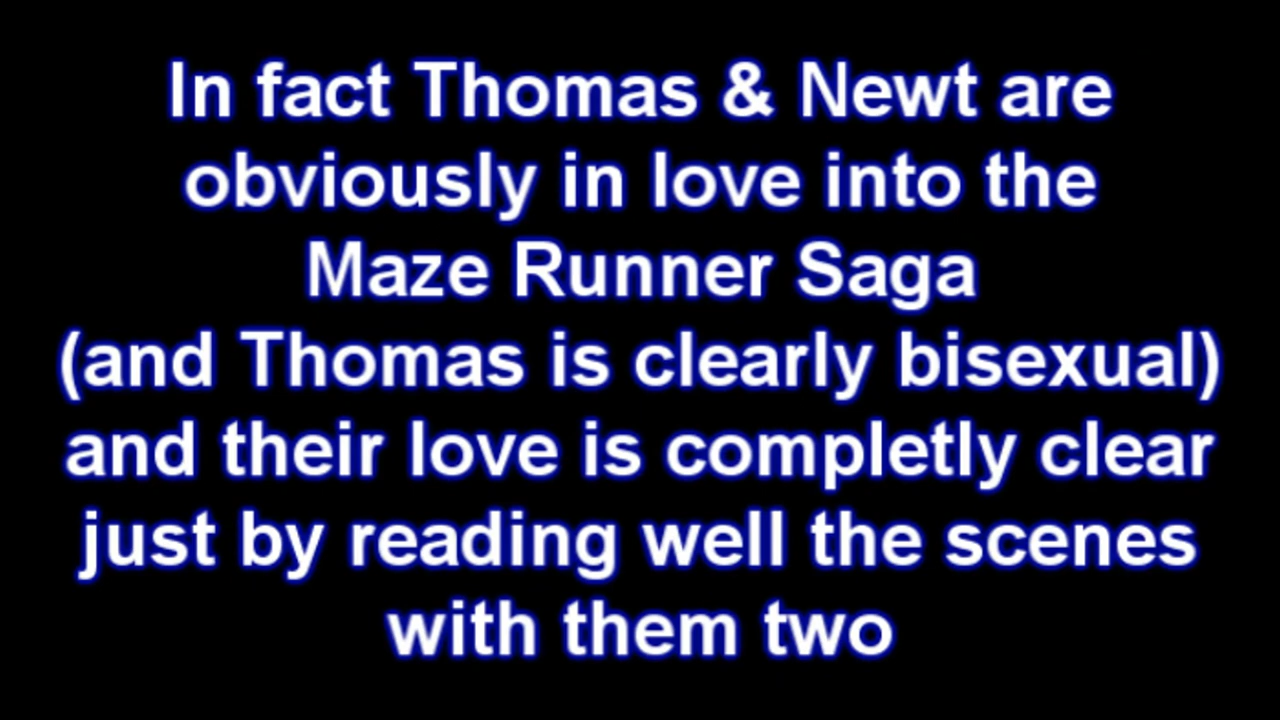 In fact Thomas & Newt are
obviously in love into the
Maze Runner Saga
(and Thomas is clearly bisexual)
and their love is completly clear
just by reading well the scenes
with them two